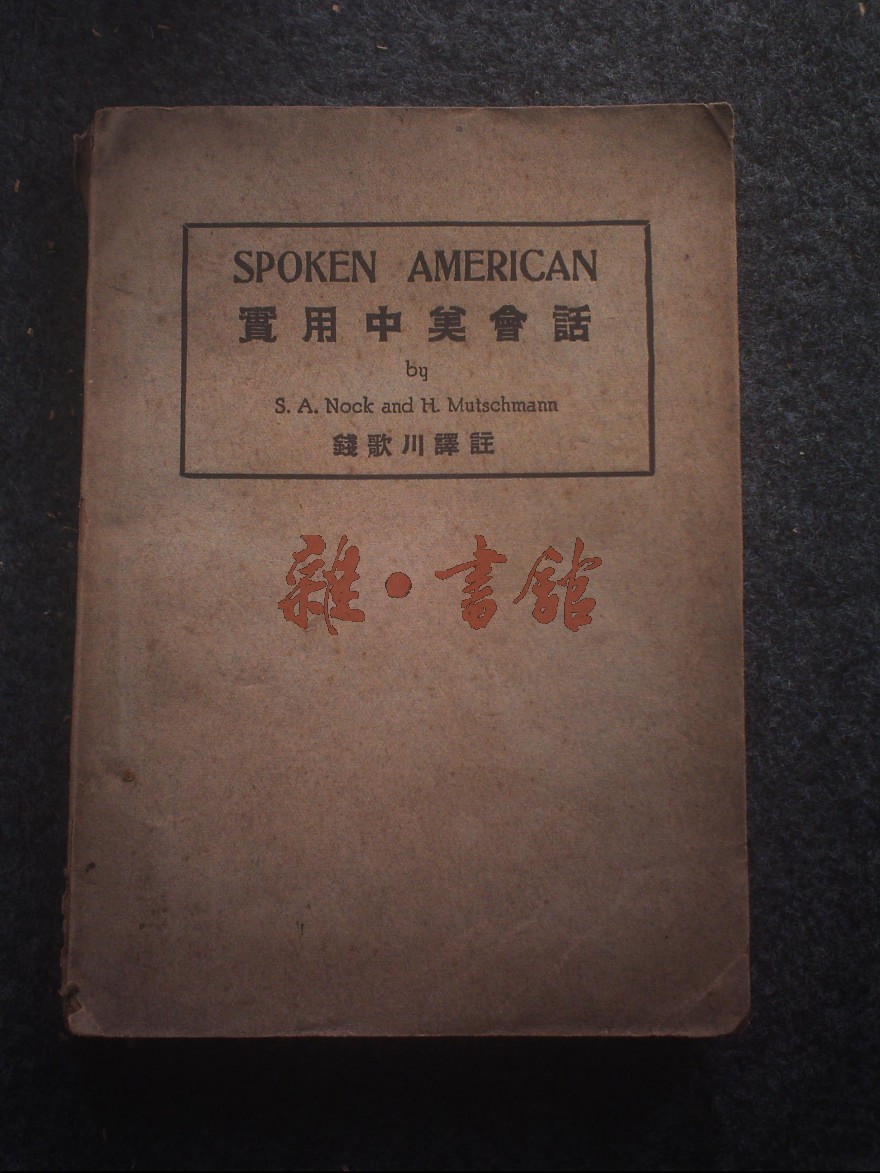 SPOKEN AMERICAN
實用中美會話
by
S. A. Nock and H. Mutschmann
錢歌川譯註
雜·書館